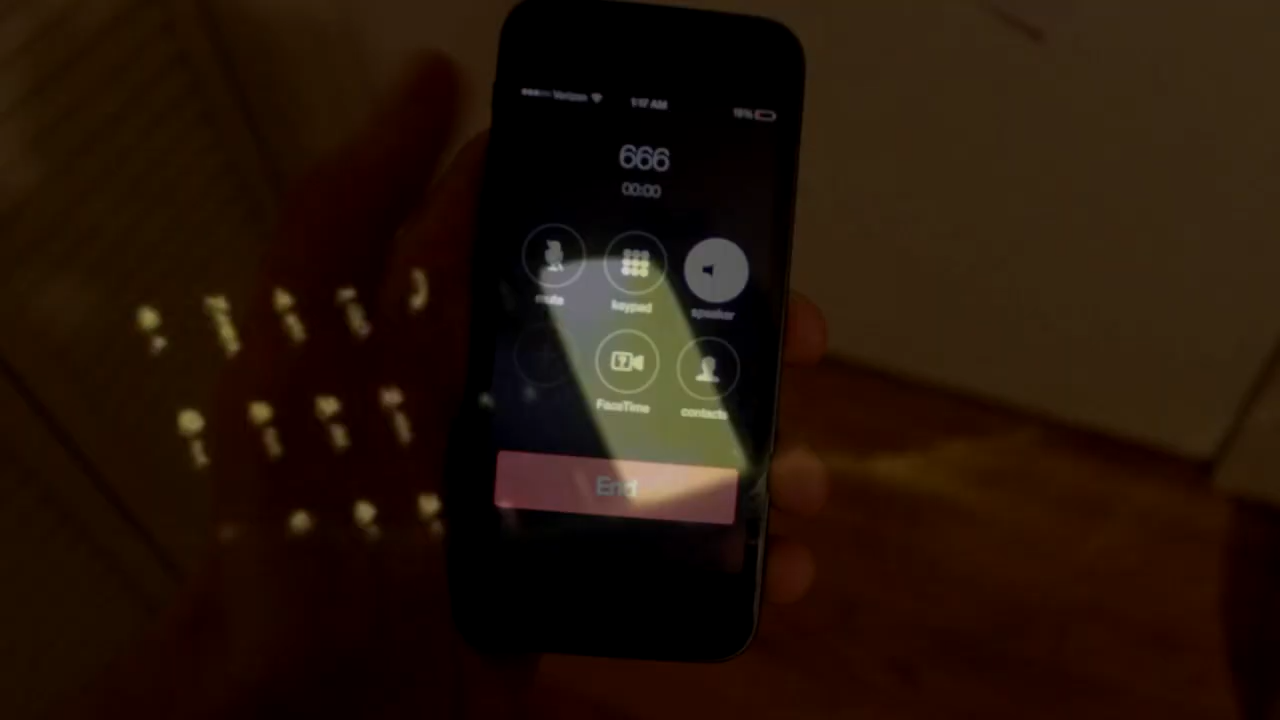 Verizon 1:17 AM
666
00:00
mute keypad speaker
FaceTime contacts
End